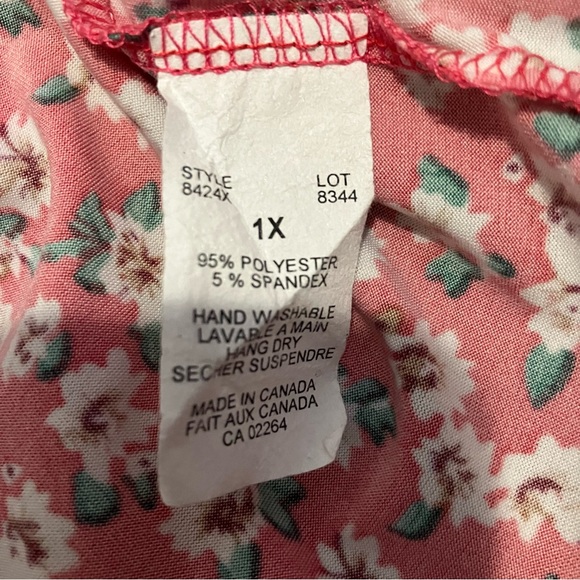 STYLE LOT
8424X 8344
1X
95% POLYESTER
5 % SPANDEX
HAND WASHABLE
LAVABLE A MAIN
HANG DRY
SECHER SUSPENDRE
MADE IN CANADA
FAIT AUX CANADA
CA 02264